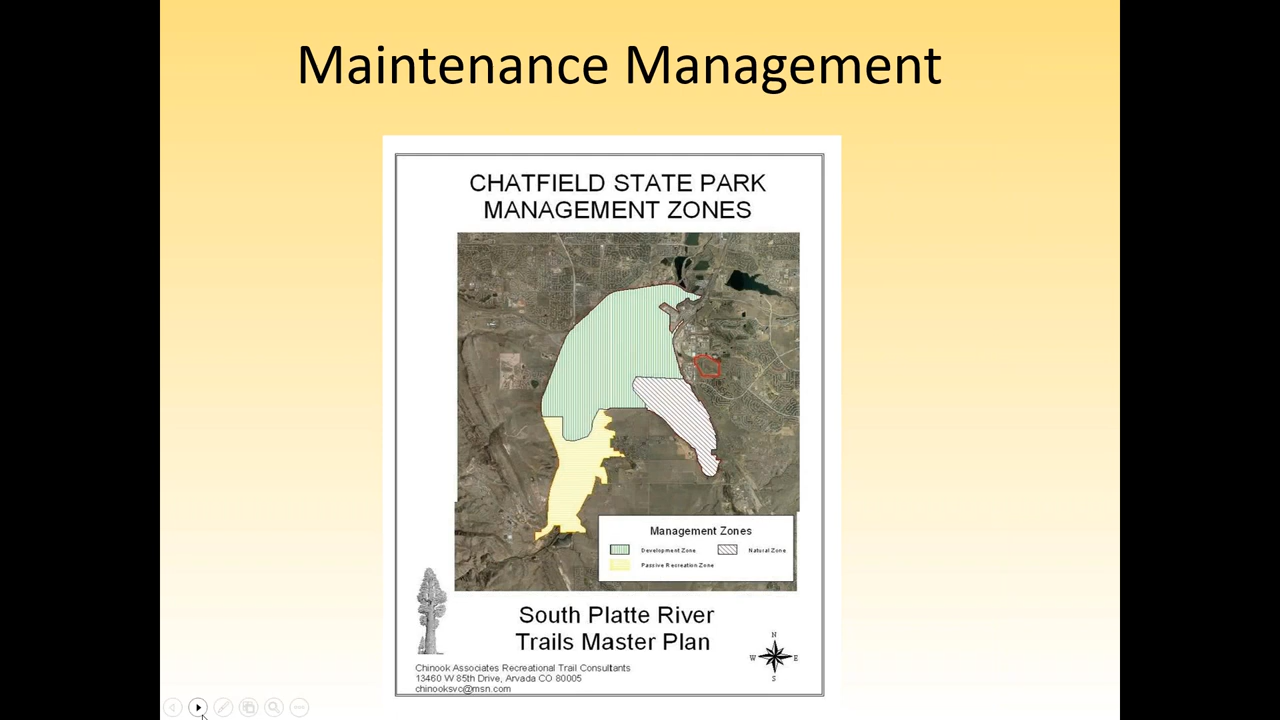 Maintenance Management
CHATFIELD STATE PARK
MANAGEMENT ZONES
Management Zones
Development Zone
Natural Zone
Passive Recreation Zone
South Platte River
Trails Master Plan
N
W E
S
Chinook Associates Recreational Trail Consultants
13460 W 85th Drive, Arvada CO 80005
chinooksvc@msn.com